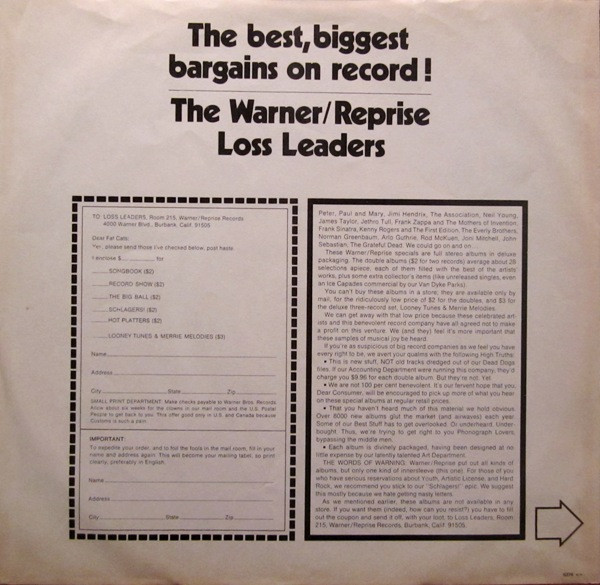 The best, biggest
bargains on record!
The Warner/Reprise
Loss Leaders
TO LOSS LEADERS, Room 215, Warner/Reprise Records
4000 Warner Blvd., Burbank, Calif. 91505
Dear Fat Cats:
Yer, please send those I've checked below, post haste.
I enclose $ for
SONGBOOK ($2)
RECORD SHOW ($2)
THE BIG BALL ($2)
SCHLAGERS! ($2)
HOT PLATTERS ($2)
LOONEY TUNES & MERRIE MELODIES ($3)
Name
Address
City State Zip
SMALL PRINT DEPARTMENT: Make checks payable to Warner Bros. Records.
Allow about six weeks for the clowns in our mail room and the U.S. Postal
People to get back to you. This offer good only in U.S. and Canada because
Customs is such a pain.
IMPORTANT:
To expedite your order, and to foil the fools in the mail room, fill in your
name and address again. This will become your mailing label, so print
clearly, preferably in English.
Name
Address
City State Zip
Peter, Paul and Mary, Jimi Hendrix, The Association, Neil Young,
James Taylor, Jethro Tull, Frank Zappa and The Mothers of Invention,
Frank Sinatra, Kenny Rogers and The First Edition, The Everly Brothers,
Norman Greenbaum, Arlo Guthrie, Rod McKuen, Joni Mitchell, John
Sebastian, The Grateful Dead. We could go on and on...
These Warner/Reprise specials are full stereo albums in deluxe
packaging. The double albums ($2 for two records) average about 28
selections apiece, each of them filled with the best of the artists'
works, plus some extra collector's items (like unreleased singles, even
an Ice Capades commercial by our Van Dyke Parks).
You can't buy these albums in a store; they are available only by
mail, for the ridiculously low price of $2 for the doubles, and $3 for
the deluxe three-record set, Looney Tunes & Merrie Melodies.
We can get away with that low price because these celebrated art-
ists and this benevolent record company have all agreed not to make
a profit on this venture. We (and they) feel it's more important that
these samples of musical joy be heard.
If you're as suspicious of big record companies as we feel you have
every right to be, we avert your qualms with the following High Truths:
• This is new stuff, NOT old tracks dredged out of our Dead Dogs
files. If our Accounting Department were running this company, they'd
charge you $9.96 for each double album. But they're not. Yet.
• We are not 100 per cent benevolent. It's our fervent hope that you,
Dear Consumer, will be encouraged to pick up more of what you hear
on these special albums at regular retail prices.
• That you haven't heard much of this material we hold obvious.
Over 8000 new albums glut the market (and airwaves) each year.
Some of our Best Stuff has to get overlooked. Or underheard. Under-
bought. Thus, we're trying to get right to you Phonograph Lovers,
bypassing the middle men.
• Each album is divinely packaged, having been designed at no
little expense by our talently talented Art Department.
THE WORDS OF WARNING. Warner/Reprise put out all kinds of
albums, but only one kind of innersleeve (this one). For those of you
who have serious reservations about Youth, Artistic License, and Hard
Rock, we recommend you stick to our "Schlagers!" epic. We suggest
this mostly because we hate getting nasty letters.
As we mentioned earlier, these albums are not available in any
store. If you want them (indeed, how can you resist?) you have to fill
out the coupon and send it off, with your loot, to Loss Leaders, Room
215, Warner/Reprise Records, Burbank, Calif. 91505.